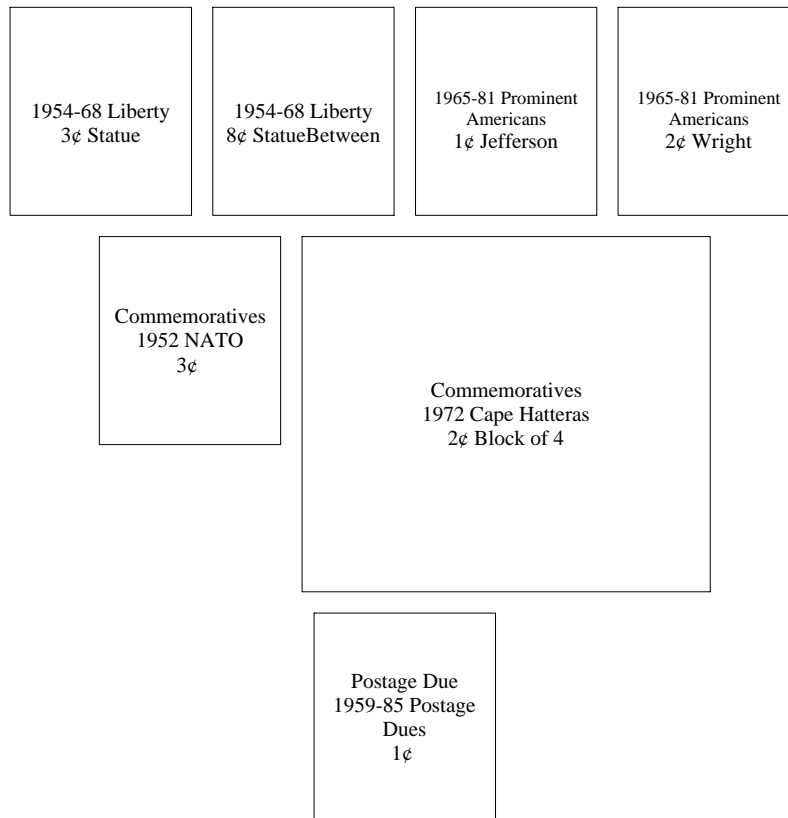 1954-68 Liberty
3¢ Statue
1954-68 Liberty
8¢ StatueBetween
1965-81 Prominent
Americans
1¢ Jefferson
1965-81 Prominent
Americans
2¢ Wright
Commemoratives
1952 NATO
3¢
Commemoratives
1972 Cape Hatteras
2¢ Block of 4
Postage Due
1959-85 Postage
Dues
1¢